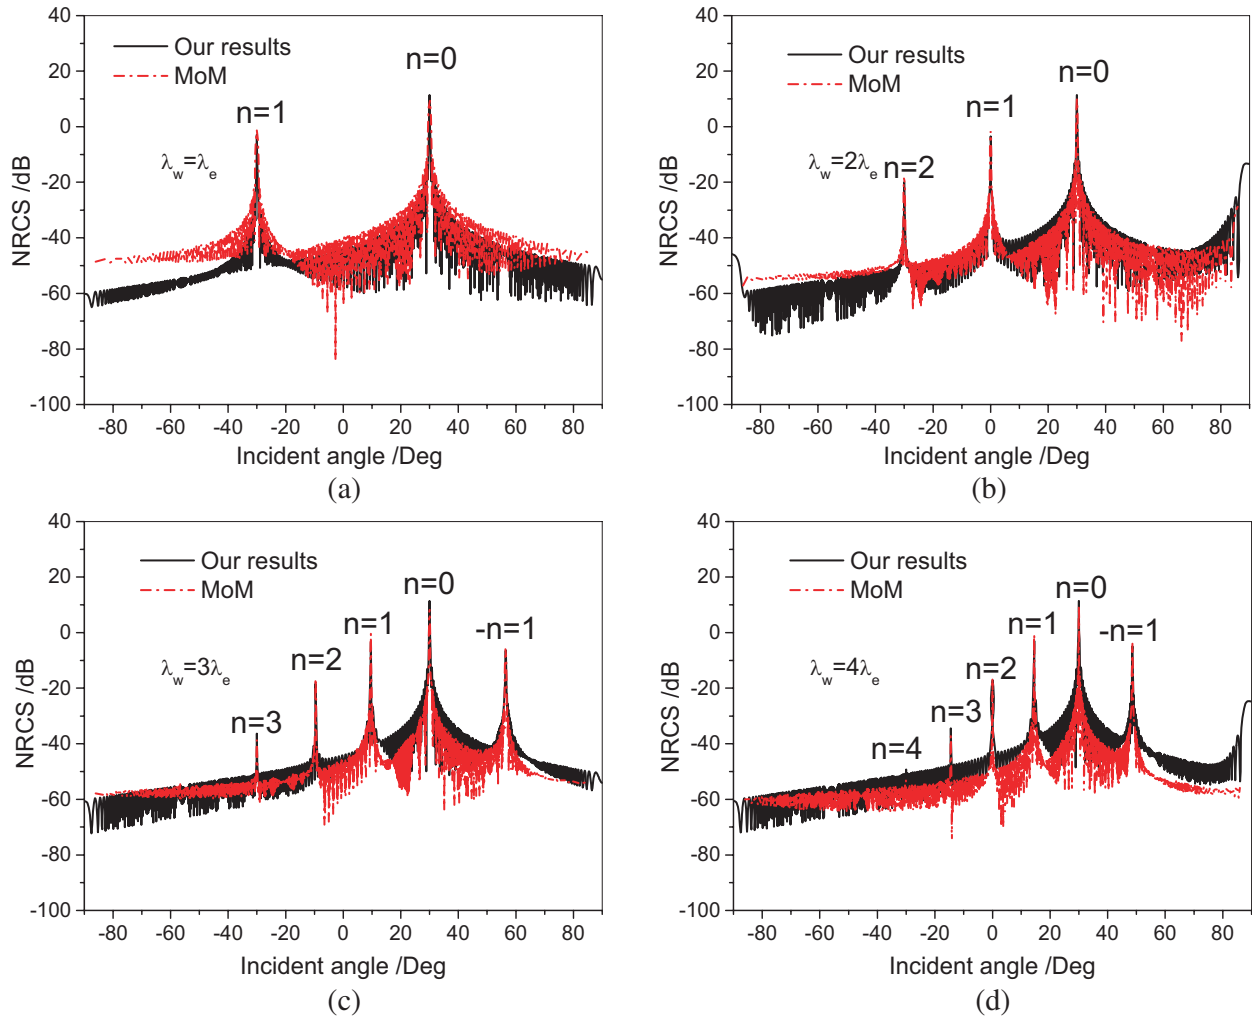 40
20
0
-20
-40
-60
-80
-100
NRCS /dB
Our results
MoM
n=0
n=1
λw=λe
-80 -60 -40 -20 0 20 40 60 80
Incident angle /Deg
(a)
40
20
0
-20
-40
-60
-80
-100
NRCS /dB
Our results
MoM
n=0
n=1
λw=2λe
n=2
-80 -60 -40 -20 0 20 40 60 80
Incident angle /Deg
(b)
40
20
0
-20
-40
-60
-80
-100
NRCS /dB
Our results
MoM
n=0
n=1
-n=1
λw=3λe
n=2
n=3
-80 -60 -40 -20 0 20 40 60 80
Incident angle /Deg
(c)
40
20
0
-20
-40
-60
-80
-100
NRCS /dB
Our results
MoM
n=0
n=1
-n=1
λw=4λe
n=2
n=3
n=4
-80 -60 -40 -20 0 20 40 60 80
Incident angle /Deg
(d)